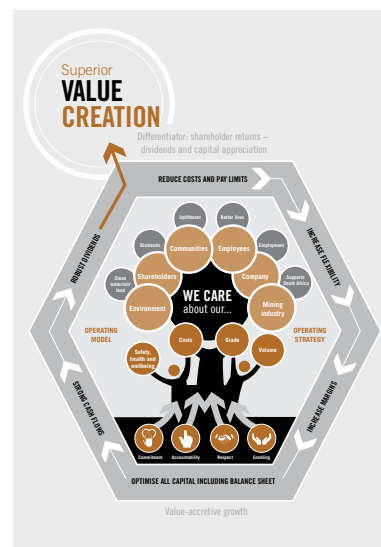 Superior
VALUE
CREATION
Differentiator: shareholder returns –
dividends and capital appreciation
REDUCE COSTS AND PAY LIMITS
INCREASE FLEXIBILITY
INCREASE MARGINS
OPTIMISE ALL CAPITAL INCLUDING BALANCE SHEET
STRONG CASH FLOWS
ROBUST DIVIDENDS
Upliftment
Better lives
Dividends
Communities
Employees
Employment
Clean
water/air/
land
Shareholders
Company
Supports
South Africa
WE CARE
about our...
Environment
Mining
industry
OPERATING
MODEL
OPERATING
STRATEGY
Costs
Grade
Safety,
health and
wellbeing
Volume
Commitment
Accountability
Respect
Enabling
Value-accretive growth